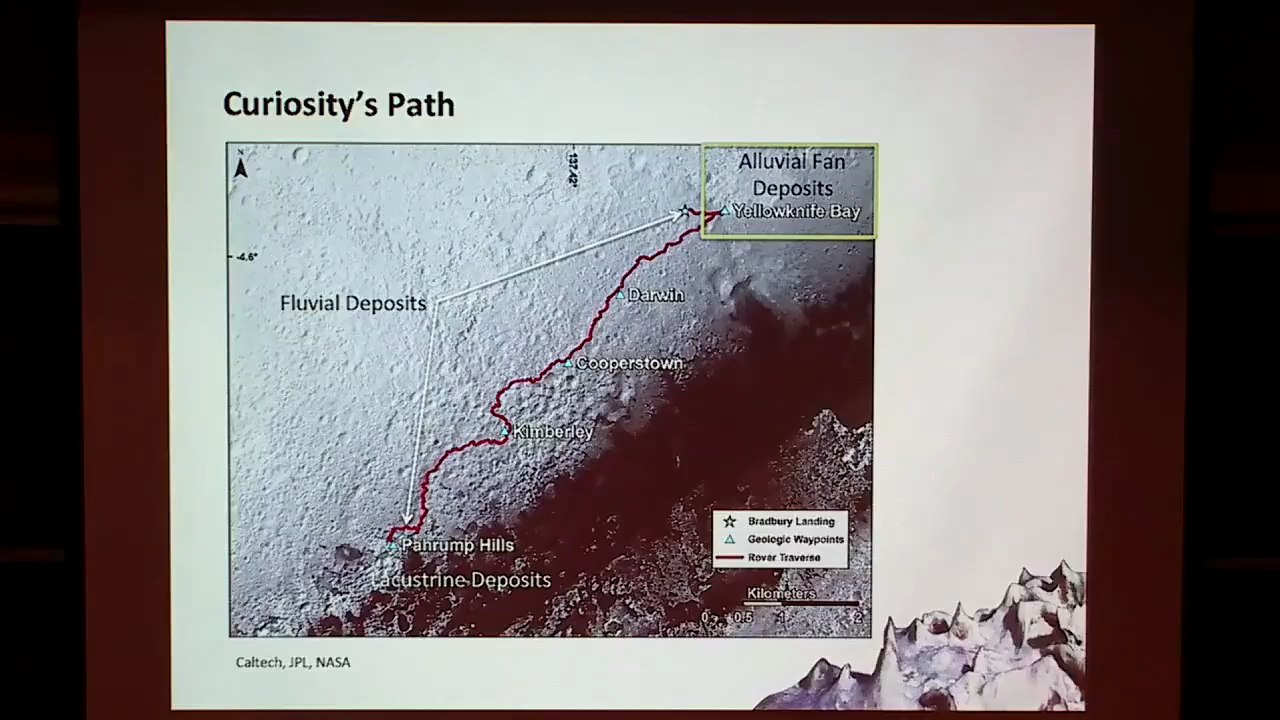 Curiosity's Path
N
137.42°
Alluvial Fan
Deposits
Yellowknife Bay
-4.6°
Darwin
Fluvial Deposits
Cooperstown
Kimberley
Pahrump Hills
Lacustrine Deposits
Bradbury Landing
Geologic Waypoints
Rover Traverse
Kilometers
0 0.5 1 2
Caltech, JPL, NASA